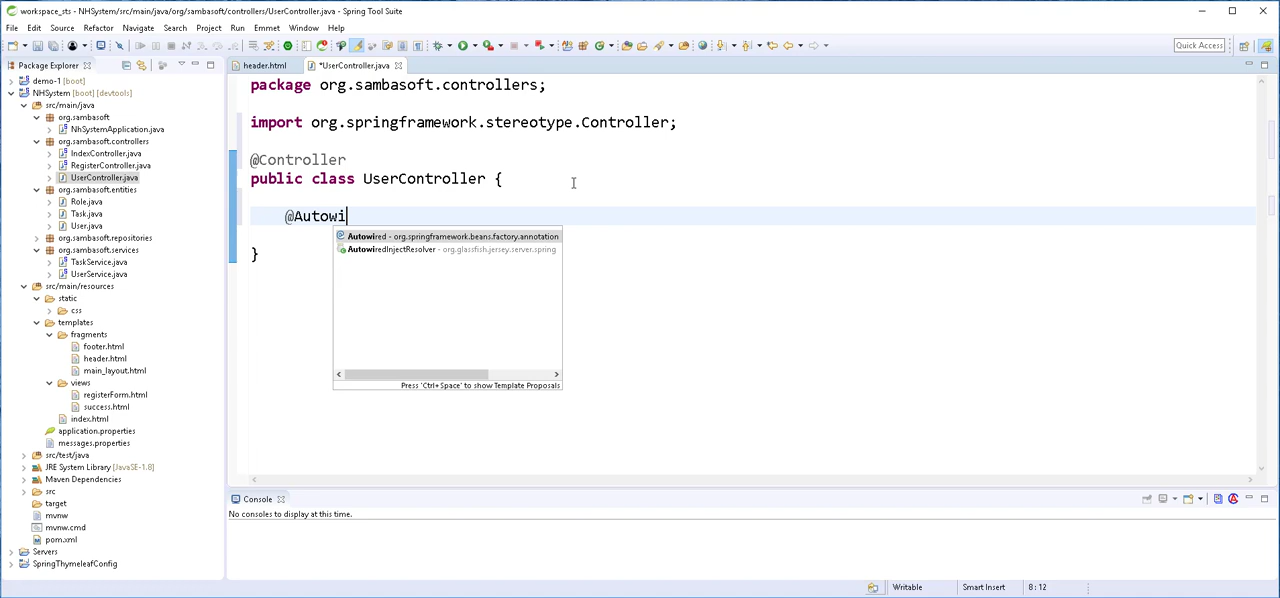 workspace_sts - NHSystem/src/main/java/org/sambasoft/controllers/UserController.java - Spring Tool Suite
File Edit Source Refactor Navigate Search Project Run Emmet Window Help
Quick Access
Package Explorer
header.html *UserController.java
demo-1 [boot]
NHSystem [boot] [devtools]
src/main/java
org.sambasoft
NhSystemApplication.java
org.sambasoft.controllers
IndexController.java
RegisterController.java
UserController.java
org.sambasoft.entities
Role.java
Task.java
User.java
org.sambasoft.repositories
org.sambasoft.services
TaskService.java
UserService.java
src/main/resources
static
css
templates
fragments
footer.html
header.html
main_layout.html
views
registerForm.html
success.html
index.html
application.properties
messages.properties
src/test/java
JRE System Library [JavaSE-1.8]
Maven Dependencies
src
target
mvnw
mvnw.cmd
pom.xml
Servers
SpringThymeleafConfig
package org.sambasoft.controllers;
import org.springframework.stereotype.Controller;
@Controller
public class UserController {
@Autowi
Autowired - org.springframework.beans.factory.annotation
AutowiredInjectResolver - org.glassfish.jersey.server.spring
Press 'Ctrl+Space' to show Template Proposals
}
Console
No consoles to display at this time.
Writable Smart Insert 8 : 12